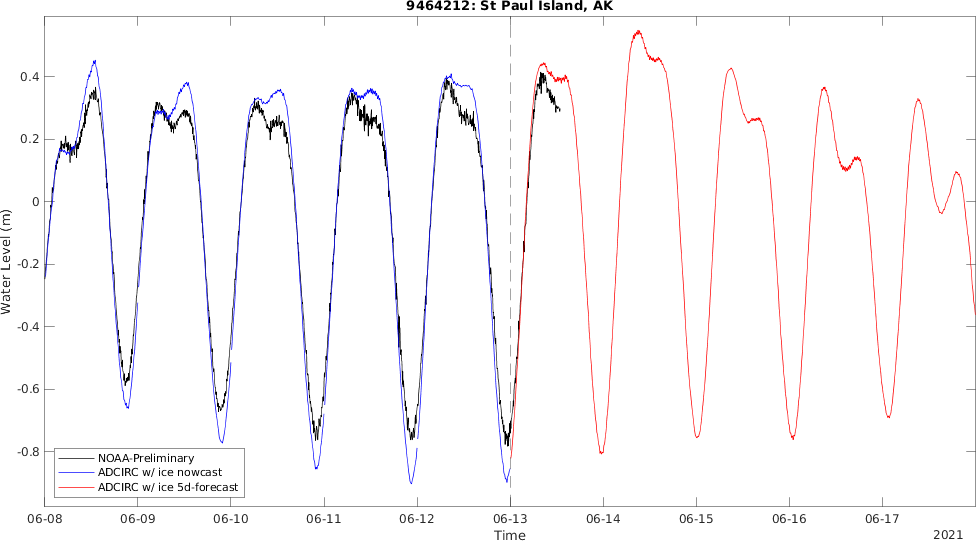 9464212: St Paul Island, AK
Water Level (m)
0.4
0.2
0
-0.2
-0.4
-0.6
-0.8
NOAA-Preliminary
ADCIRC w/ ice nowcast
ADCIRC w/ ice 5d-forecast
06-08 06-09 06-10 06-11 06-12 06-13 06-14 06-15 06-16 06-17
Time
2021